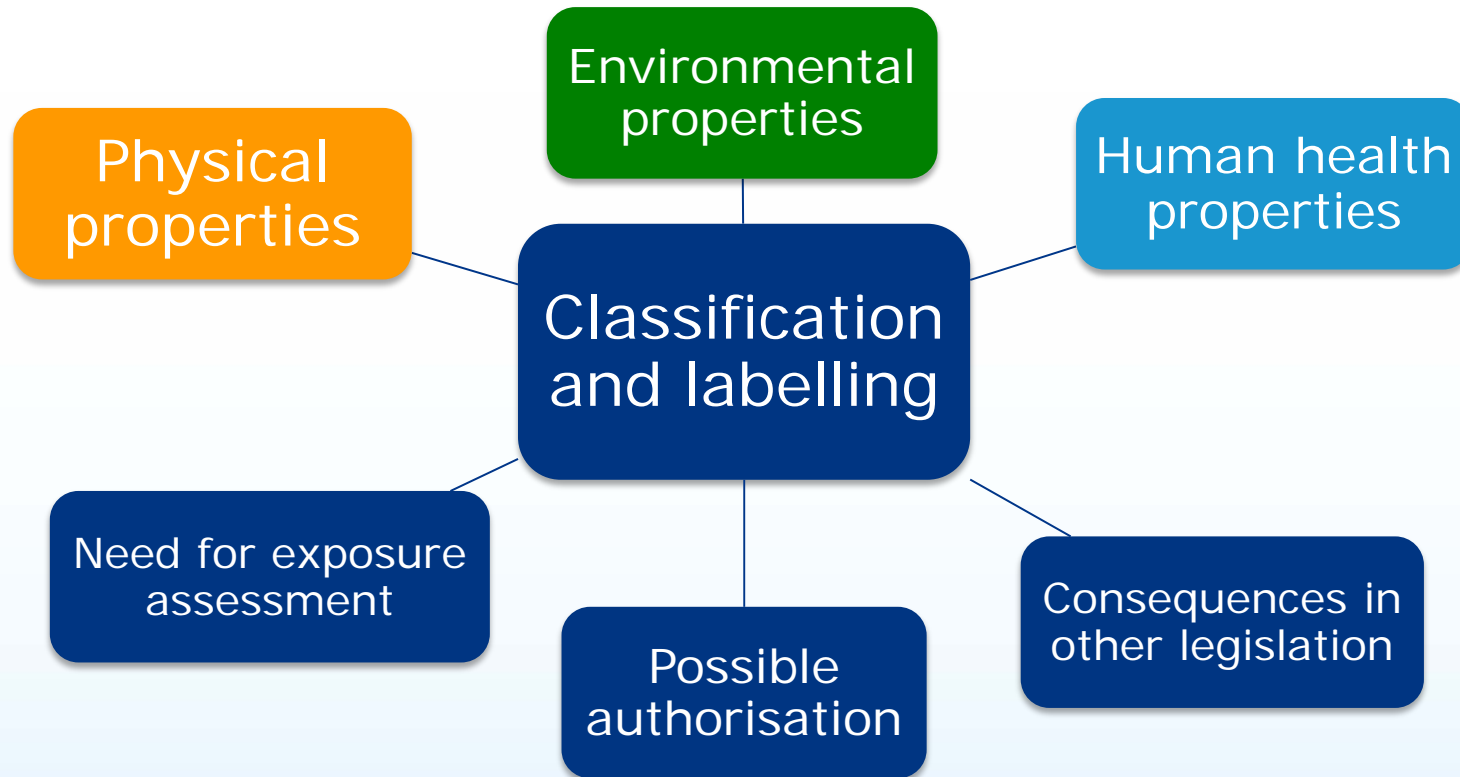 Environmental
properties
Physical
properties
Human health
properties
Classification
and labelling
Need for exposure
assessment
Possible
authorisation
Consequences in
other legislation